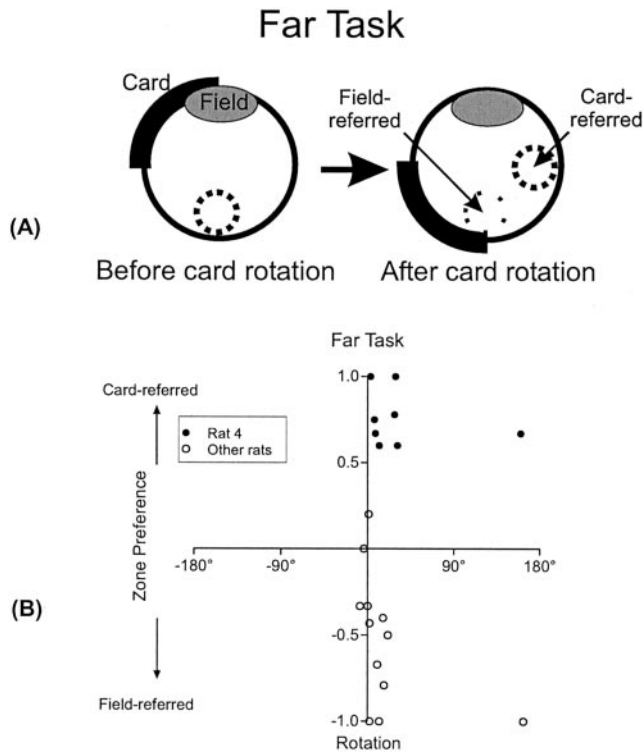 Far Task
Card
Field
Field-
referred
Card-
referred
(A)
Before card rotation
After card rotation
Far Task
Card-referred
1.0
Rat 4
Other rats
0.5
Zone Preference
-180°
-90°
90°
180°
(B)
-0.5
Field-referred
-1.0
Rotation